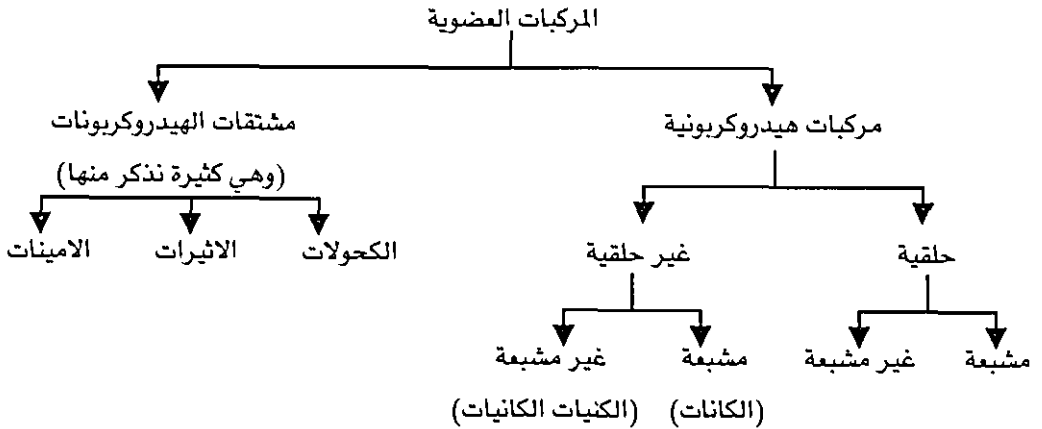 المركبات العضوية
مركبات هيدروكربونية
مشتقات الهيدروكربونات
(وهي كثيرة نذكر منها)
الكحولات
الاثيرات
الامينات
حلقية
غير حلقية
مشبعة
غير مشبعة
مشبعة
غير مشبعة
(الكانات)
(الكنيات الكانيات)